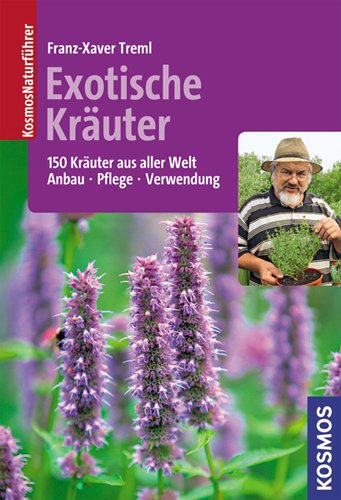 KosmosNaturführer
Franz-Xaver Treml
Exotische
Kräuter
150 Kräuter aus aller Welt
Anbau · Pflege · Verwendung
KOSMOS